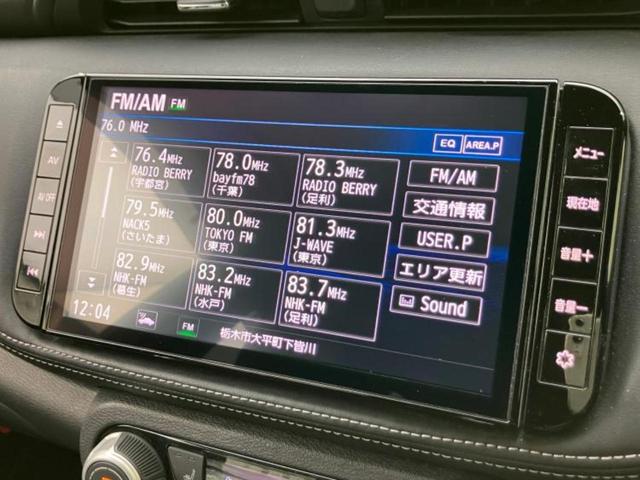 FM/AM FM
76.0 MHz
EQ AREA.P
76.4MHz
RADIO BERRY
(宇都宮)
78.0MHz
bayfm78
(千葉)
78.3MHz
RADIO BERRY
(足利)
79.5MHz
NACK5
(さいたま)
80.0MHz
TOKYO FM
(東京)
81.3MHz
J-WAVE
(東京)
82.9MHz
NHK-FM
(葛生)
83.2MHz
NHK-FM
(水戸)
83.7MHz
NHK-FM
(足利)
FM/AM
交通情報
USER.P
エリア更新
Sound
12:04
FM
栃木市大平町下皆川
AV
AV OFF
メニュー
現在地
音量+
音量−